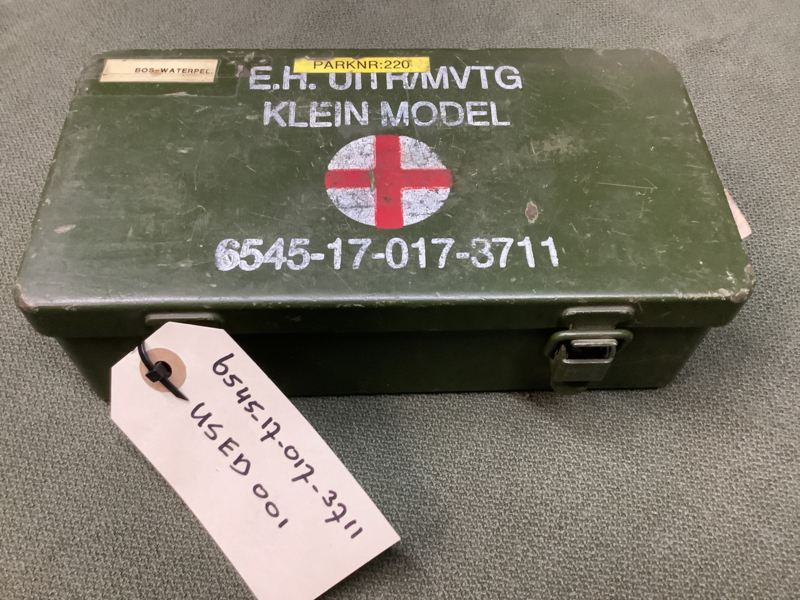 BOS-WATERPEL.
PARKNR:220
E.H. UITR/MVTG
KLEIN MODEL
6545-17-017-3711
6545-17-017-3711
USED 001